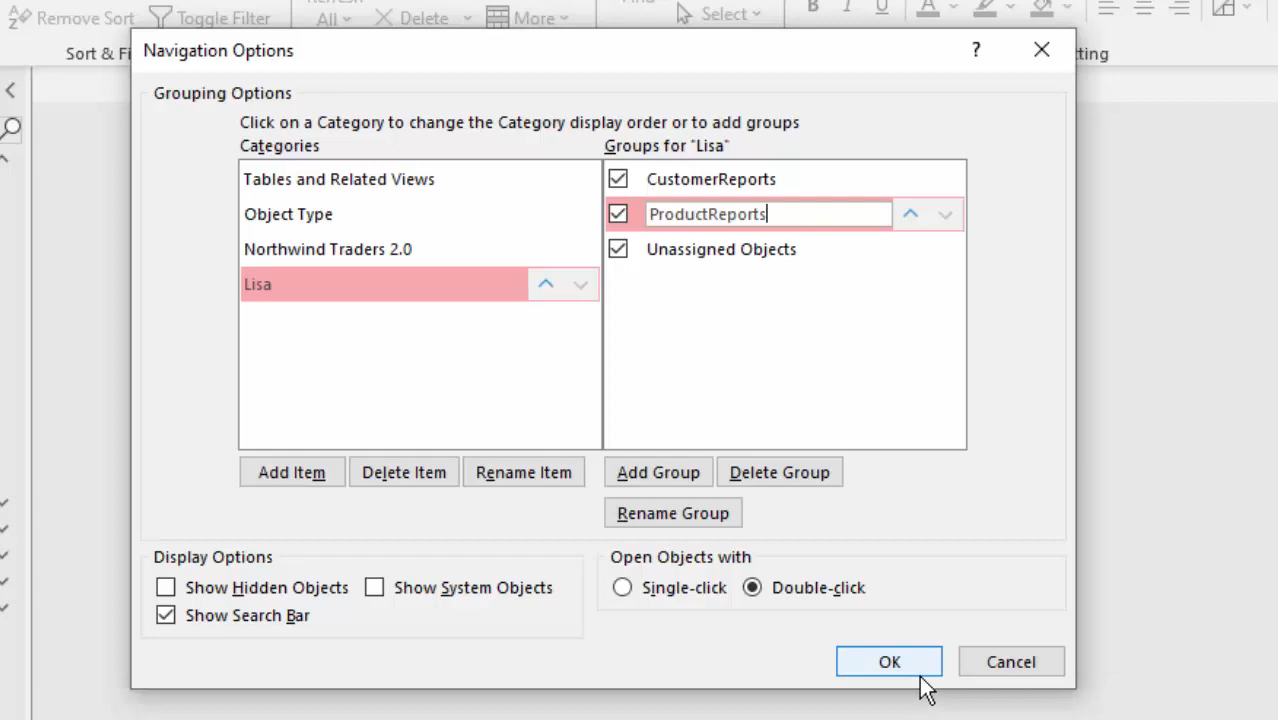 Remove Sort Toggle Filter All Delete More Select B I U A
Sort & Fi
tting
Navigation Options ?
Grouping Options
Click on a Category to change the Category display order or to add groups
Categories
Groups for "Lisa"
Tables and Related Views
CustomerReports
Object Type
ProductReports
Northwind Traders 2.0
Unassigned Objects
Lisa
Add Item Delete Item Rename Item Add Group Delete Group
Rename Group
Display Options
Open Objects with
Show Hidden Objects Show System Objects
Single-click Double-click
Show Search Bar
OK Cancel